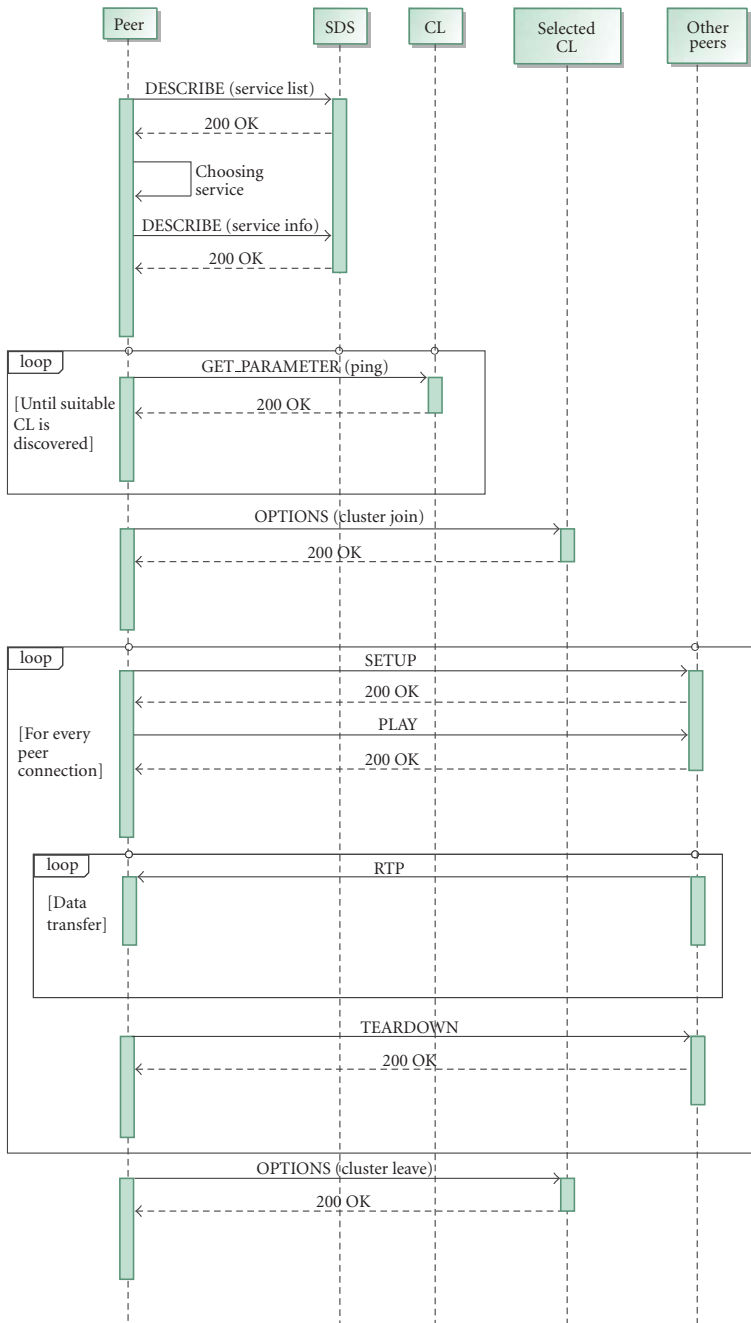 Peer
SDS
CL
Selected
CL
Other
peers
DESCRIBE (service list)
200 OK
Choosing
service
DESCRIBE (service info)
200 OK
loop
GET_PARAMETER (ping)
[Until suitable
CL is
discovered]
200 OK
OPTIONS (cluster join)
200 OK
loop
SETUP
200 OK
[For every
peer
connection]
PLAY
200 OK
loop
RTP
[Data
transfer]
TEARDOWN
200 OK
OPTIONS (cluster leave)
200 OK